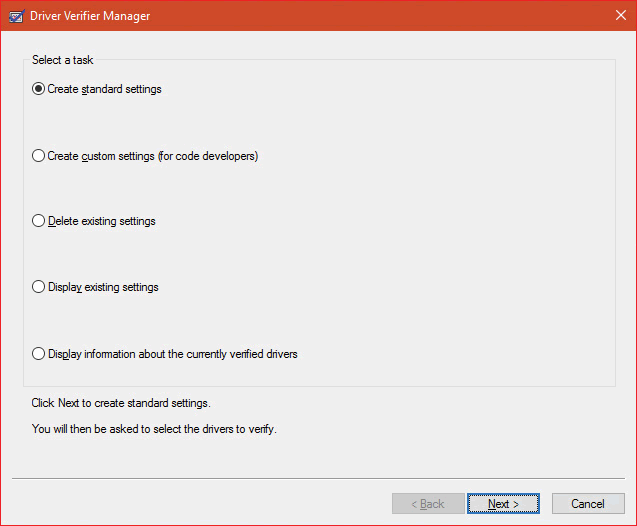 Driver Verifier Manager
Select a task
Create standard settings
Create custom settings (for code developers)
Delete existing settings
Display existing settings
Display information about the currently verified drivers
Click Next to create standard settings.
You will then be asked to select the drivers to verify.
< Back
Next >
Cancel